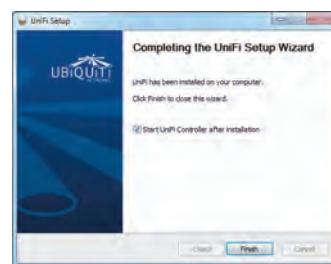 UniFi Setup
Completing the UniFi Setup Wizard
UBIQUITI
NETWORKS
UniFi has been installed on your computer.
Click Finish to close this wizard.
Start UniFi Controller after installation
< Back
Finish
Cancel